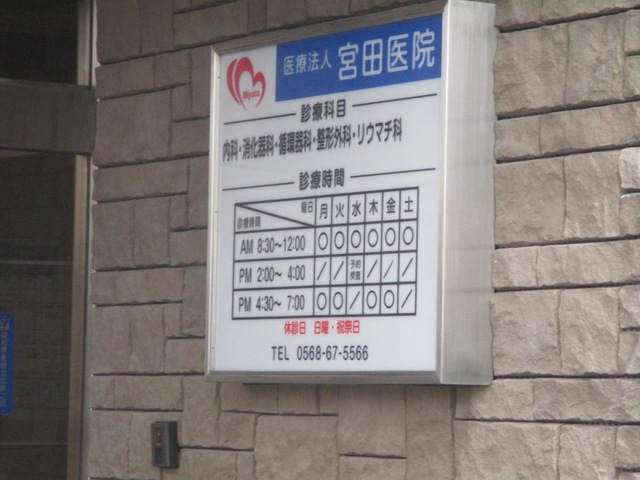 医療法人 宮田医院
Miyata
診療科目
内科・消化器科・循環器科・整形外科・リウマチ科
診療時間
診療時間 曜日 月 火 水 木 金 土
AM 8:30〜12:00 ○ ○ ○ ○ ○ ○
PM 2:00〜 4:00 / / 予約検査 / / /
PM 4:30〜 7:00 ○ ○ / ○ ○ /
休診日 日曜・祝祭日
TEL 0568-67-5566